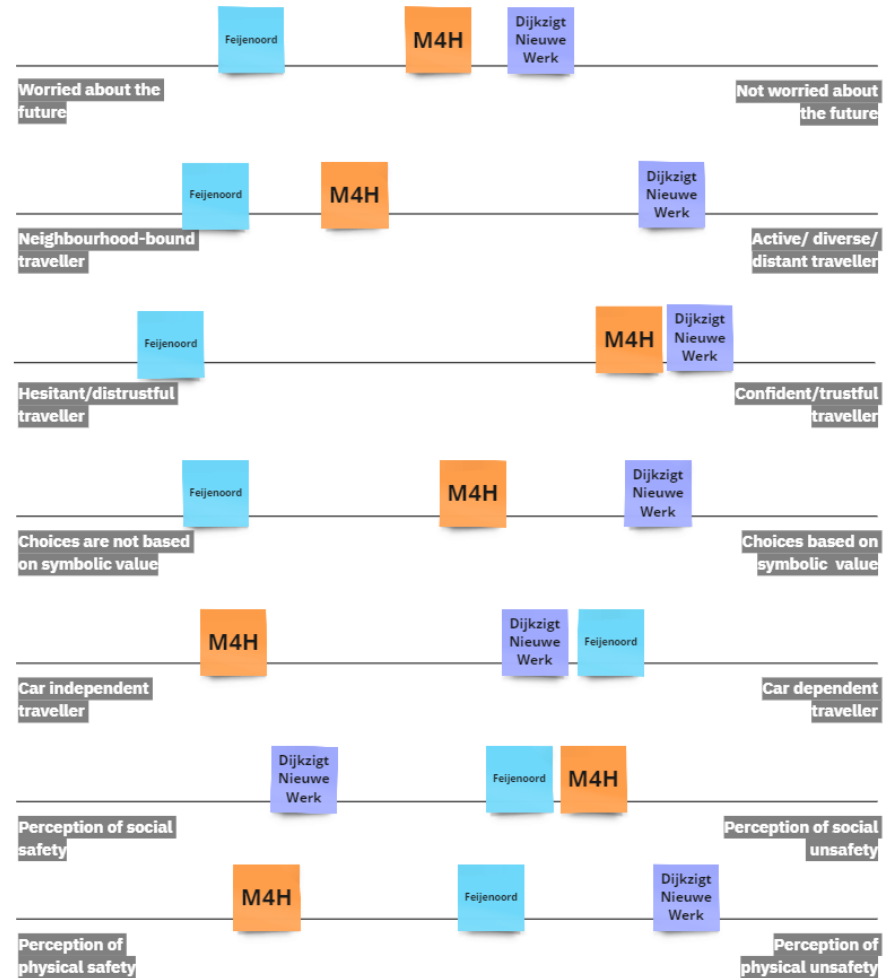 Feijenoord
M4H
Dijkzigt
Nieuwe
Werk
Worried about the
future
Not worried about
the future
Feijenoord
M4H
Dijkzigt
Nieuwe
Werk
Neighbourhood-bound
traveller
Active/ diverse/
distant traveller
Feijenoord
M4H
Dijkzigt
Nieuwe
Werk
Hesitant/distrustful
traveller
Confident/trustful
traveller
Feijenoord
M4H
Dijkzigt
Nieuwe
Werk
Choices are not based
on symbolic value
Choices based on
symbolic value
M4H
Dijkzigt
Nieuwe
Werk
Feijenoord
Car independent
traveller
Car dependent
traveller
Dijkzigt
Nieuwe
Werk
Feijenoord
M4H
Perception of social
safety
Perception of social
unsafety
M4H
Feijenoord
Dijkzigt
Nieuwe
Werk
Perception of
physical safety
Perception of
physical unsafety